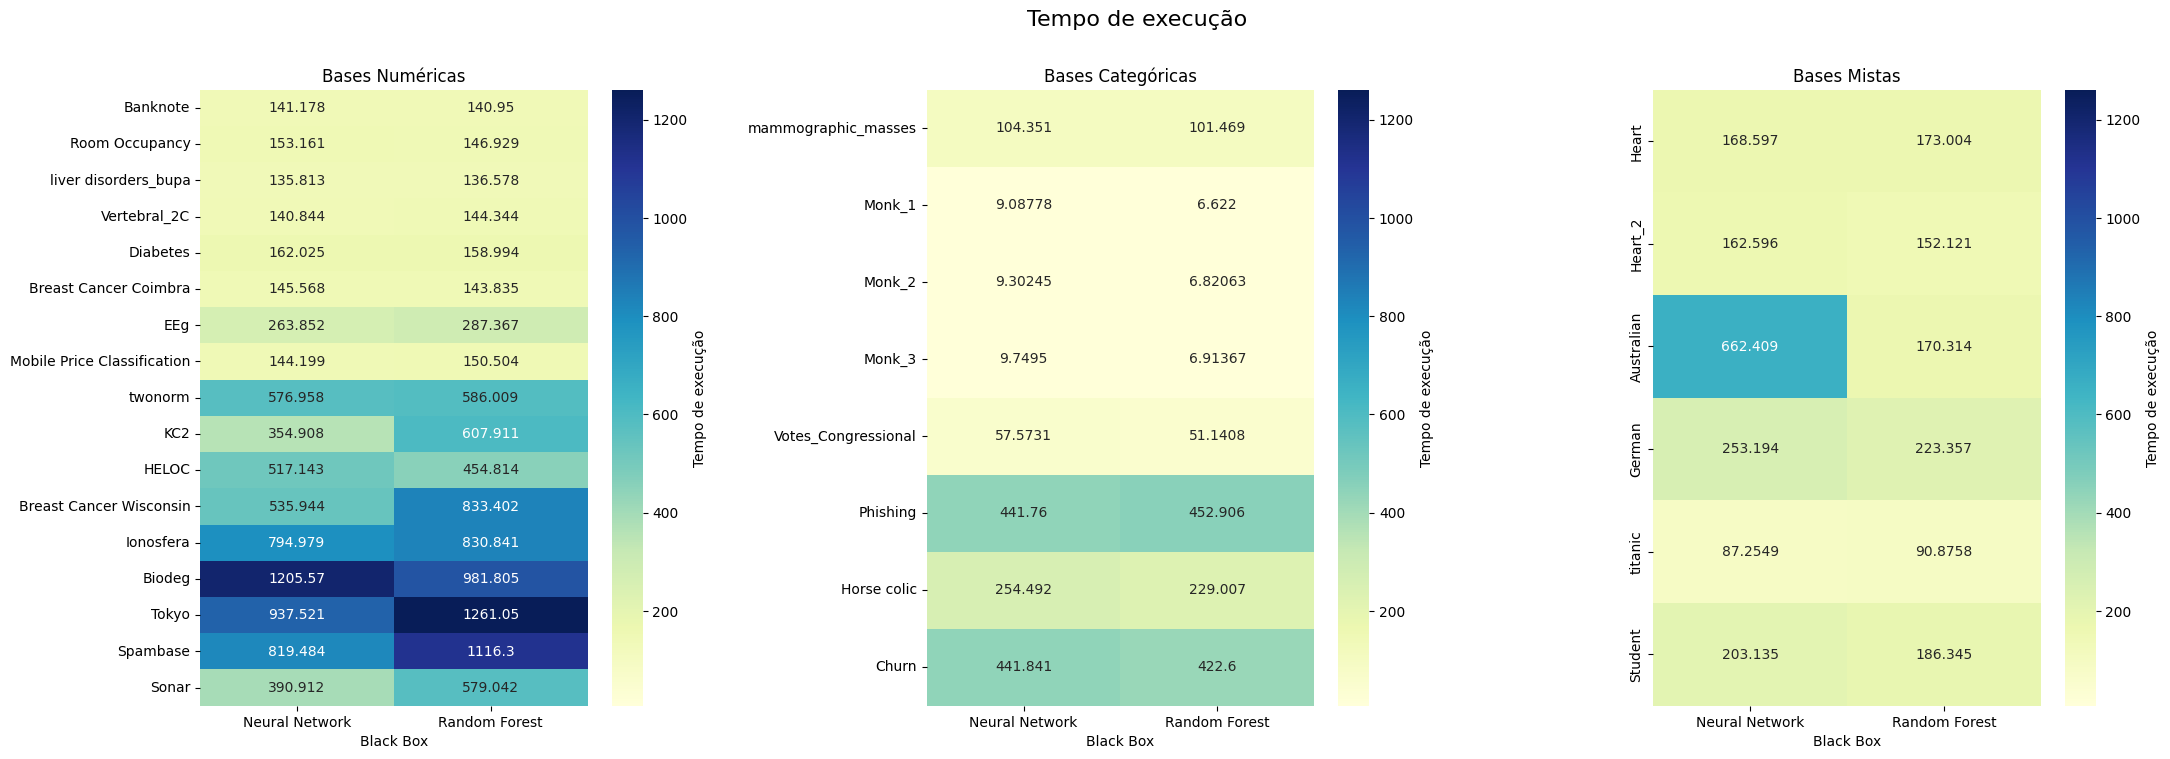 Tempo de execução
Bases Numéricas
Banknote 141.178 140.95
Room Occupancy 153.161 146.929
liver disorders_bupa 135.813 136.578
Vertebral_2C 140.844 144.344
Diabetes 162.025 158.994
Breast Cancer Coimbra 145.568 143.835
EEg 263.852 287.367
Mobile Price Classification 144.199 150.504
twonorm 576.958 586.009
KC2 354.908 607.911
HELOC 517.143 454.814
Breast Cancer Wisconsin 535.944 833.402
Ionosfera 794.979 830.841
Biodeg 1205.57 981.805
Tokyo 937.521 1261.05
Spambase 819.484 1116.3
Sonar 390.912 579.042
Neural Network Random Forest
Black Box
1200
1000
800
600
400
200
Tempo de execução
Bases Categóricas
mammographic_masses 104.351 101.469
Monk_1 9.08778 6.622
Monk_2 9.30245 6.82063
Monk_3 9.7495 6.91367
Votes_Congressional 57.5731 51.1408
Phishing 441.76 452.906
Horse colic 254.492 229.007
Churn 441.841 422.6
Neural Network Random Forest
Black Box
1200
1000
800
600
400
200
Tempo de execução
Bases Mistas
Heart 168.597 173.004
Heart_2 162.596 152.121
Australian 662.409 170.314
German 253.194 223.357
titanic 87.2549 90.8758
Student 203.135 186.345
Neural Network Random Forest
Black Box
1200
1000
800
600
400
200
Tempo de execução